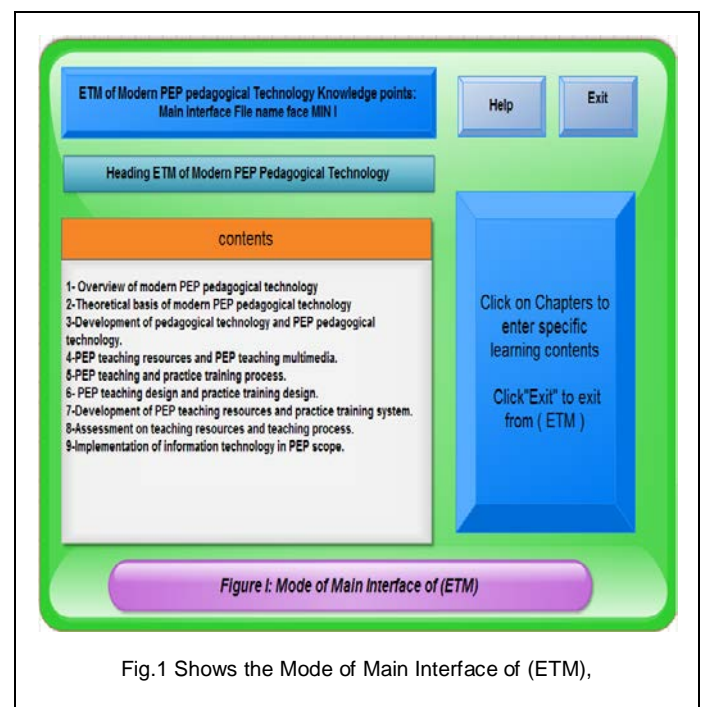 ETM of Modern PEP pedagogical Technology Knowledge points:
Main interface File name face MIN I
Help
Exit
Heading ETM of Modern PEP Pedagogical Technology
contents
1- Overview of modern PEP pedagogical technology
2-Theoretical basis of modern PEP pedagogical technology
3-Development of pedagogical technology and PEP pedagogical
technology.
4-PEP teaching resources and PEP teaching multimedia.
5-PEP teaching and practice training process.
6- PEP teaching design and practice training design.
7-Development of PEP teaching resources and practice training system.
8-Assessment on teaching resources and teaching process.
9-Implementation of information technology in PEP scope.
Click on Chapters to
enter specific
learning contents
Click"Exit" to exit
from ( ETM )
Figure I: Mode of Main Interface of (ETM)
Fig.1 Shows the Mode of Main Interface of (ETM),